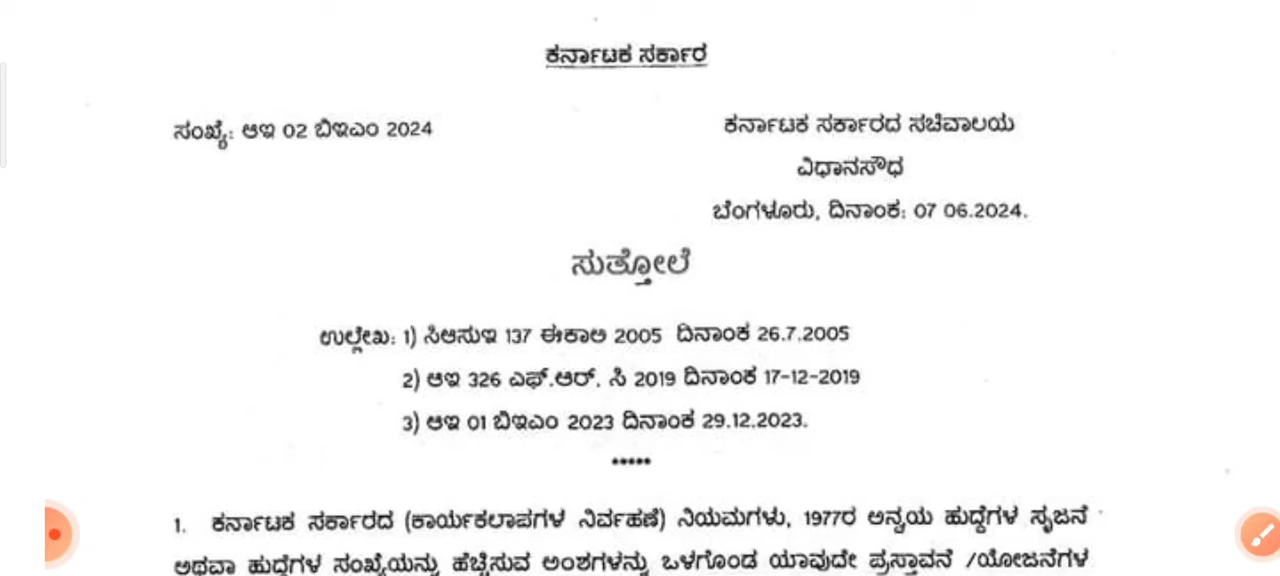 ಕರ್ನಾಟಕ ಸರ್ಕಾರ
ಸಂಖ್ಯೆ: ಆಇ 02 ಬಿಇಎಂ 2024
ಕರ್ನಾಟಕ ಸರ್ಕಾರದ ಸಚಿವಾಲಯ
ವಿಧಾನಸೌಧ
ಬೆಂಗಳೂರು, ದಿನಾಂಕ: 07 06.2024.
ಸುತ್ತೋಲೆ
ಉಲ್ಲೇಖ: 1) ಸಿಆಸುಇ 137 ಈಕಾಅ 2005 ದಿನಾಂಕ 26.7.2005
2) ಆಇ 326 ಎಫ್.ಆರ್. ಸಿ 2019 ದಿನಾಂಕ 17-12-2019
3) ಆಇ 01 ಬಿಇಎಂ 2023 ದಿನಾಂಕ 29.12.2023.
*****
1. ಕರ್ನಾಟಕ ಸರ್ಕಾರದ (ಕಾರ್ಯಕಲಾಪಗಳ ನಿರ್ವಹಣೆ) ನಿಯಮಗಳು, 1977ರ ಅನ್ವಯ ಹುದ್ದೆಗಳ ಸೃಜನೆ
ಅಥವಾ ಹುದ್ದೆಗಳ ಸಂಖ್ಯೆಯನ್ನು ಹೆಚ್ಚಿಸುವ ಅಂಶಗಳನ್ನು ಒಳಗೊಂಡ ಯಾವುದೇ ಪ್ರಸ್ತಾವನೆ /ಯೋಜನೆಗಳ